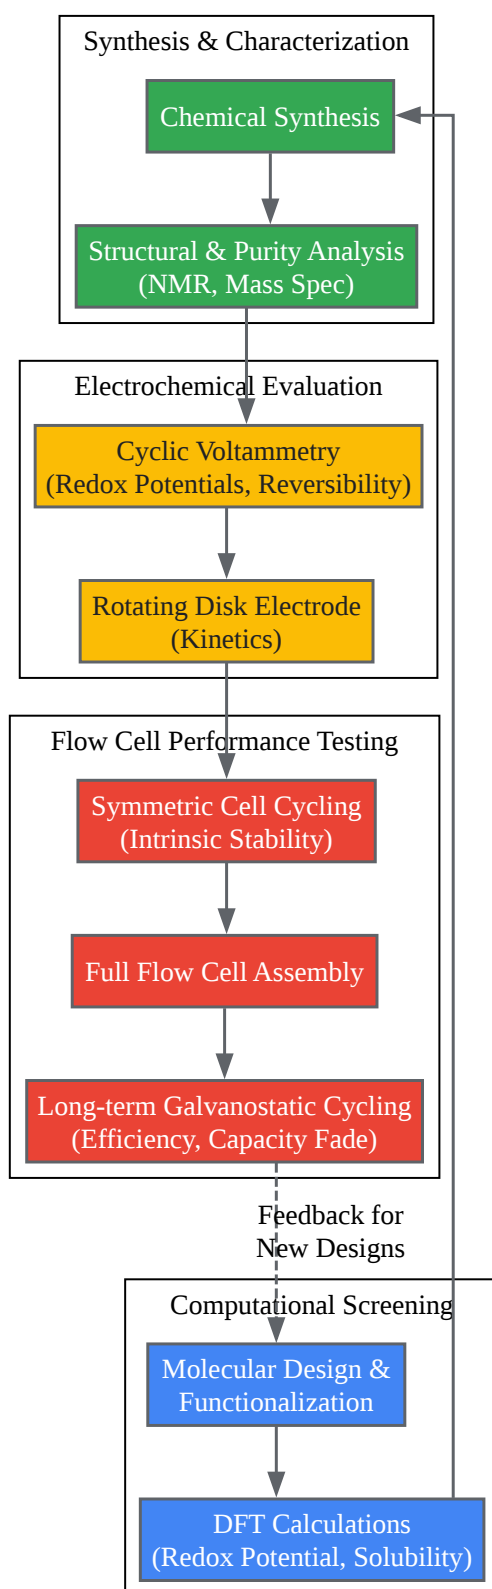 Synthesis & Characterization
Chemical Synthesis
Structural & Purity Analysis
(NMR, Mass Spec)
Electrochemical Evaluation
Cyclic Voltammetry
(Redox Potentials, Reversibility)
Rotating Disk Electrode
(Kinetics)
Flow Cell Performance Testing
Symmetric Cell Cycling
(Intrinsic Stability)
Full Flow Cell Assembly
Long-term Galvanostatic Cycling
(Efficiency, Capacity Fade)
Feedback for
New Designs
Computational Screening
Molecular Design &
Functionalization
DFT Calculations
(Redox Potential, Solubility)